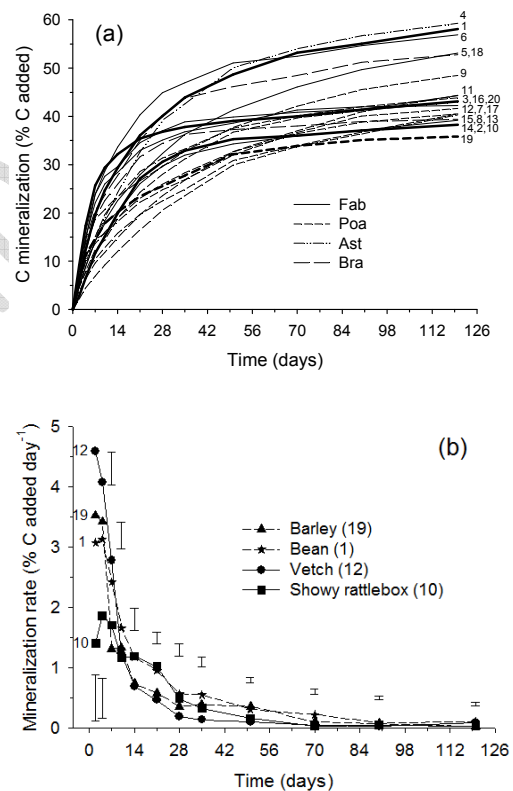 (a)
C mineralization (% C added)
60
50
40
30
20
10
0
4
1
6
5,18
9
11
3,16,20
12,7,17
15,8,13
14,2,10
19
Fab
Poa
Ast
Bra
0 14 28 42 56 70 84 98 112 126
Time (days)
(b)
Mineralization rate (% C added day-1)
5
4
3
2
1
0
12
19
1
10
Barley (19)
Bean (1)
Vetch (12)
Showy rattlebox (10)
0 14 28 42 56 70 84 98 112 126
Time (days)